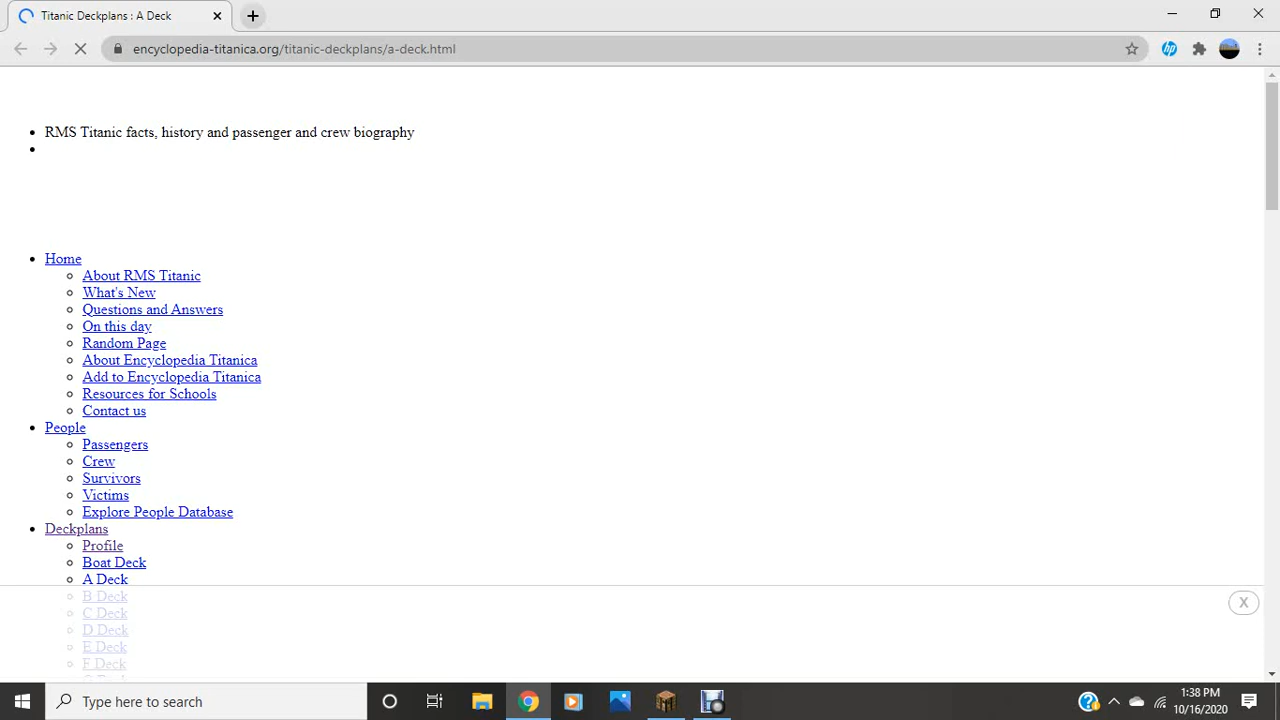 Titanic Deckplans : A Deck
encyclopedia-titanica.org/titanic-deckplans/a-deck.html
RMS Titanic facts, history and passenger and crew biography
Home
About RMS Titanic
What's New
Questions and Answers
On this day
Random Page
About Encyclopedia Titanica
Add to Encyclopedia Titanica
Resources for Schools
Contact us
People
Passengers
Crew
Survivors
Victims
Explore People Database
Deckplans
Profile
Boat Deck
A Deck
B Deck
C Deck
D Deck
E Deck
F Deck
X
Type here to search
1:38 PM
10/16/2020